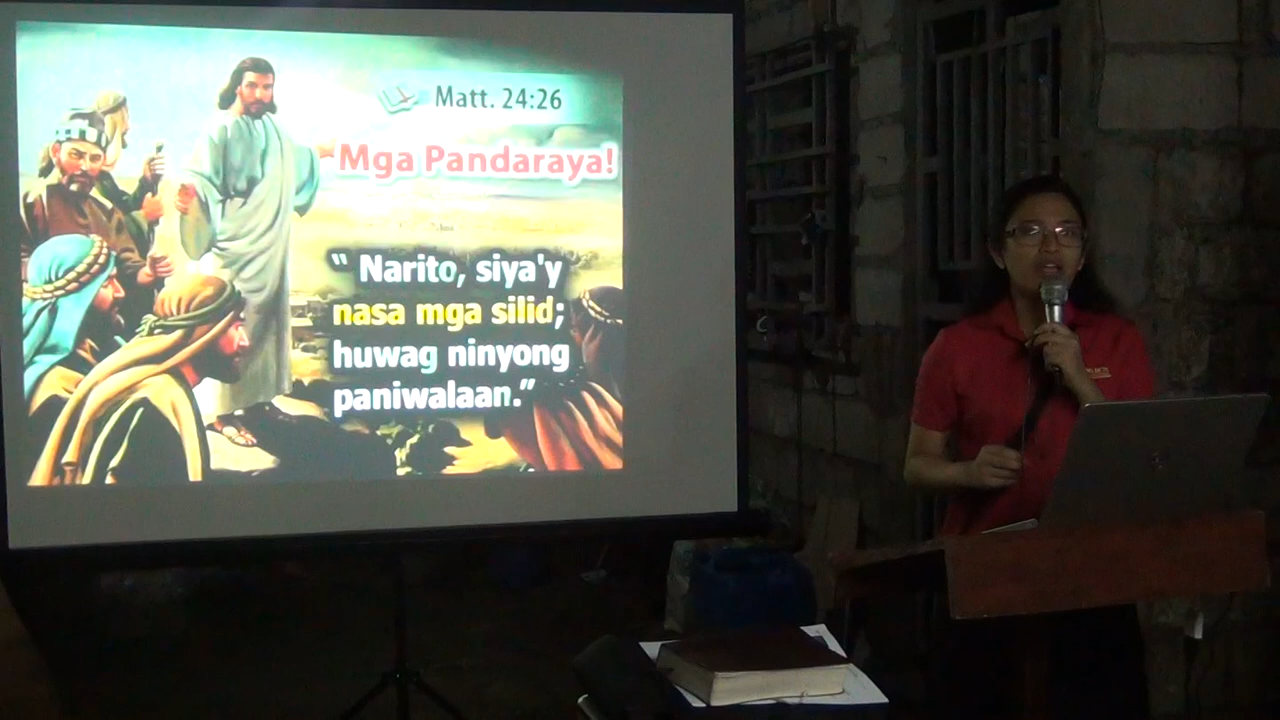 Matt. 24:26
Mga Pandaraya!
“ Narito, siya'y
nasa mga silid;
huwag ninyong
paniwalaan.”